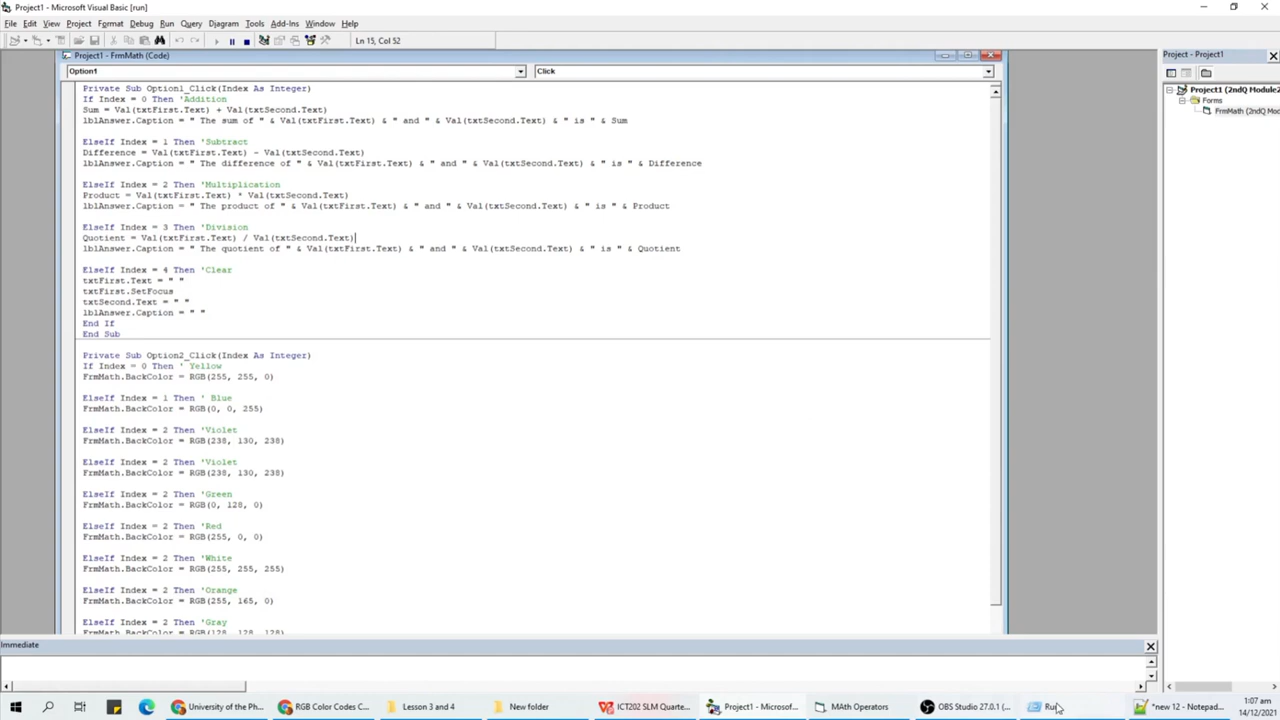 Project1 - Microsoft Visual Basic [run]
File Edit View Project Format Debug Run Query Diagram Tools Add-Ins Window Help
Ln 15, Col 52
Project1 - FrmMath (Code)
Project - Project1
Option1 Click
Private Sub Option1_Click(Index As Integer)
If Index = 0 Then 'Addition
Sum = Val(txtFirst.Text) + Val(txtSecond.Text)
lblAnswer.Caption = " The sum of " & Val(txtFirst.Text) & " and " & Val(txtSecond.Text) & " is " & Sum
ElseIf Index = 1 Then 'Subtract
Difference = Val(txtFirst.Text) - Val(txtSecond.Text)
lblAnswer.Caption = " The difference of " & Val(txtFirst.Text) & " and " & Val(txtSecond.Text) & " is " & Difference
ElseIf Index = 2 Then 'Multiplication
Product = Val(txtFirst.Text) * Val(txtSecond.Text)
lblAnswer.Caption = " The product of " & Val(txtFirst.Text) & " and " & Val(txtSecond.Text) & " is " & Product
ElseIf Index = 3 Then 'Division
Quotient = Val(txtFirst.Text) / Val(txtSecond.Text)
lblAnswer.Caption = " The quotient of " & Val(txtFirst.Text) & " and " & Val(txtSecond.Text) & " is " & Quotient
ElseIf Index = 4 Then 'Clear
txtFirst.Text = " "
txtFirst.SetFocus
txtSecond.Text = " "
lblAnswer.Caption = " "
End If
End Sub
Private Sub Option2_Click(Index As Integer)
If Index = 0 Then ' Yellow
FrmMath.BackColor = RGB(255, 255, 0)
ElseIf Index = 1 Then ' Blue
FrmMath.BackColor = RGB(0, 0, 255)
ElseIf Index = 2 Then 'Violet
FrmMath.BackColor = RGB(238, 130, 238)
ElseIf Index = 2 Then 'Violet
FrmMath.BackColor = RGB(238, 130, 238)
ElseIf Index = 2 Then 'Green
FrmMath.BackColor = RGB(0, 128, 0)
ElseIf Index = 2 Then 'Red
FrmMath.BackColor = RGB(255, 0, 0)
ElseIf Index = 2 Then 'White
FrmMath.BackColor = RGB(255, 255, 255)
ElseIf Index = 2 Then 'Orange
FrmMath.BackColor = RGB(255, 165, 0)
ElseIf Index = 2 Then 'Gray
FrmMath.BackColor = RGB(128, 128, 128)
Project1 (2ndQ Module2
Forms
FrmMath (2ndQ Mod
Immediate
University of the Ph... RGB Color Codes C... Lesson 3 and 4 New folder ICT202 SLM Quarte... Project1 - Microsof... MAth Operators OBS Studio 27.0.1 (... Run *new 12 - Notepad...
1:07 am
14/12/2021